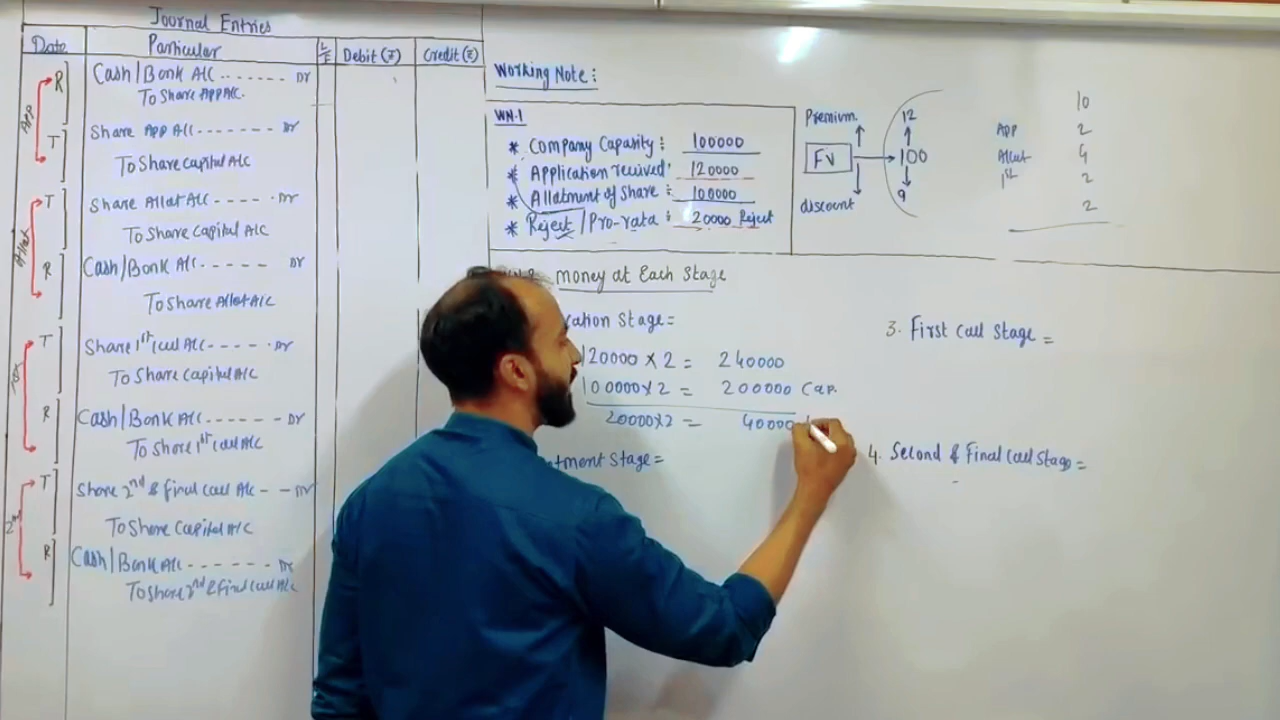 Journal Entries
Date Particular L/F Debit (₹) Credit (₹)
App
R Cash/Bank A/C ....... Dr
To Share App A/C.
T Share App A/C ....... Dr
To Share capital A/C
Allot
T Share Allot A/C - - - - . Dr
To Share Capital A/C
R Cash/Bank A/C. - - - - - Dr
To Share Allot A/C
1st
T Share 1st call A/C - - - - . Dr
To Share Capital A/C
R Cash/Bank A/C - - - - - Dr
To Share 1st call A/C
2nd
T Share 2nd & final call A/C - - Dr
To Share Capital A/C
R Cash/Bank A/C - - - - - - Dr
To Share 2nd & final call A/C
Working Note :
WN-1
* Company Capacity : 100000
* Application recived : 120000
* Allatment of Share : 100000
* Reject / Pro-rata : 20000 Reject
Premium.
FV
discount
12
100
9
10
App 2
Allot 4
1st 2
2
money at Each Stage
cation Stage =
120000 × 2 = 240000
100000 × 2 = 200000 Cap.
20000 × 2 = 40000
tment Stage =
3. First Call Stage =
4. Second & Final Call Stage =